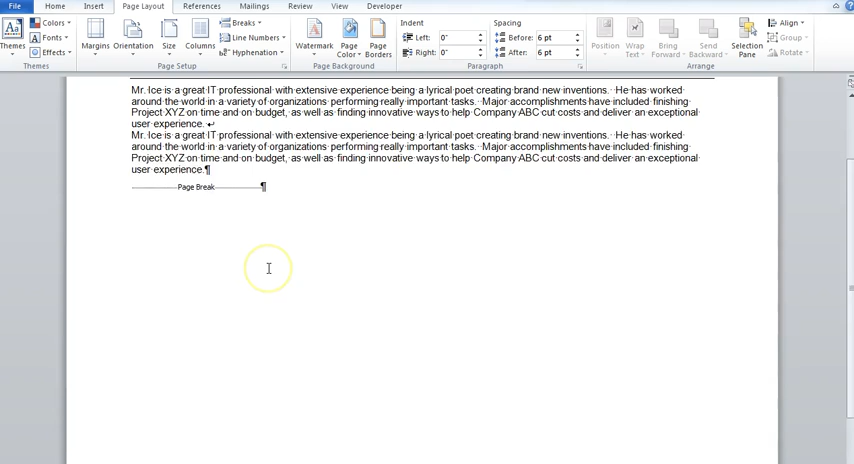 File Home Insert Page Layout References Mailings Review View Developer
Themes Colors Fonts Effects
Themes
Margins Orientation Size Columns Breaks Line Numbers Hyphenation
Page Setup
Watermark Page Color Page Borders
Page Background
Indent Left: 0" Right: 0"
Spacing Before: 6 pt After: 6 pt
Paragraph
Position Wrap Text Bring Forward Send Backward Selection Pane Align Group Rotate
Arrange
Mr. Ice is a great IT professional with extensive experience being a lyrical poet creating brand new inventions. He has worked
around the world in a variety of organizations performing really important tasks. Major accomplishments have included finishing
Project XYZ on time and on budget, as well as finding innovative ways to help Company ABC cut costs and deliver an exceptional
user experience. ↵
Mr. Ice is a great IT professional with extensive experience being a lyrical poet creating brand new inventions. He has worked
around the world in a variety of organizations performing really important tasks. Major accomplishments have included finishing
Project XYZ on time and on budget, as well as finding innovative ways to help Company ABC cut costs and deliver an exceptional
user experience.¶
Page Break ¶